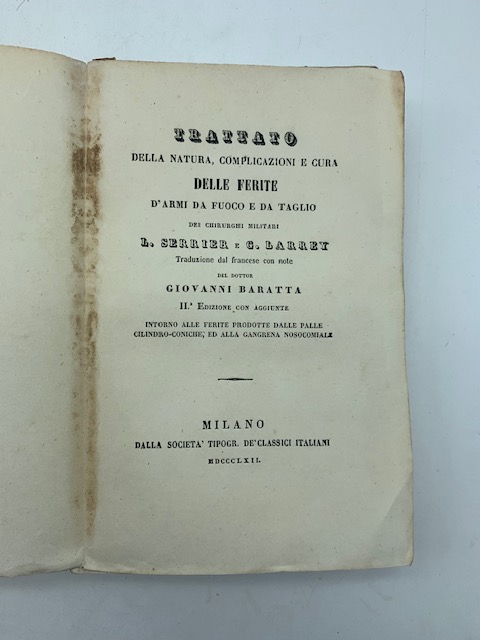 TRATTATO
DELLA NATURA, COMPLICAZIONI E CURA
DELLE FERITE
D'ARMI DA FUOCO E DA TAGLIO
DEI CHIRURGHI MILITARI
L. SERRIER E C. LARREY
Traduzione dal francese con note
DEL DOTTOR
GIOVANNI BARATTA
II.ª EDIZIONE CON AGGIUNTE
INTORNO ALLE FERITE PRODOTTE DALLE PALLE
CILINDRO-CONICHE, ED ALLA GANGRENA NOSOCOMIALE
MILANO
DALLA SOCIETA' TIPOGR. DE'CLASSICI ITALIANI
MDCCCLXII.